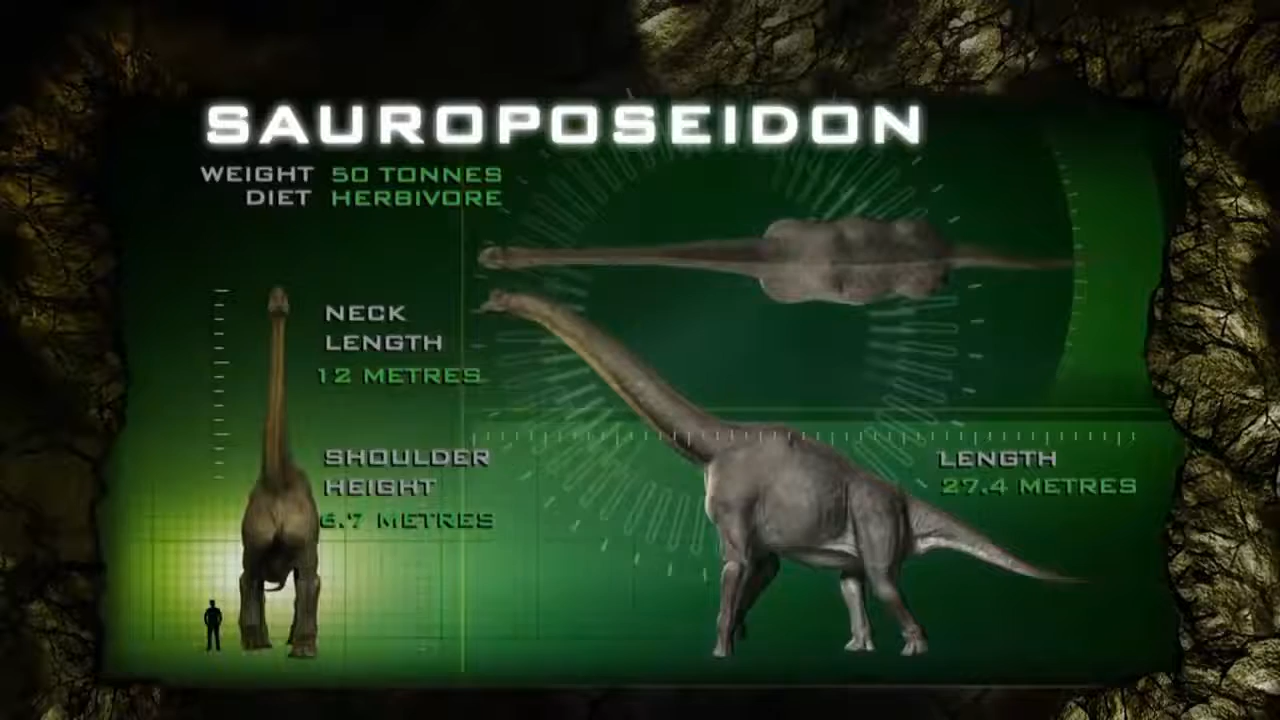 SAUROPOSEIDON
WEIGHT 50 TONNES
DIET HERBIVORE
NECK
LENGTH
12 METRES
SHOULDER
HEIGHT
6.7 METRES
LENGTH
27.4 METRES